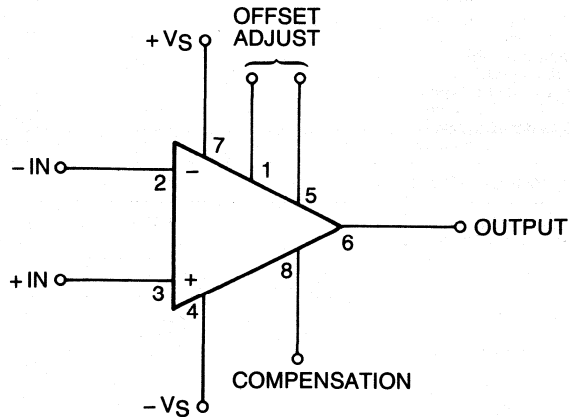 OFFSET
ADJUST
+VS
7
-IN
2
−
1
5
6
OUTPUT
+IN
3
+
4
8
COMPENSATION
−VS